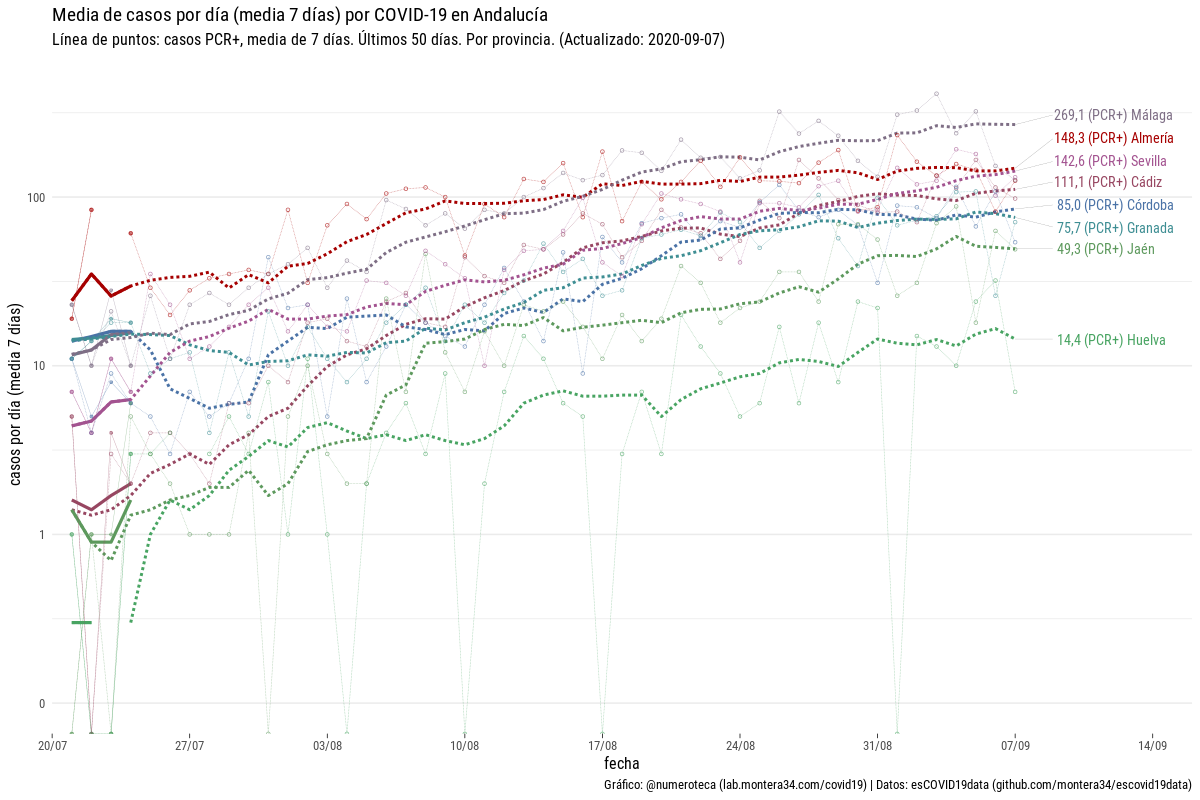 Media de casos por día (media 7 días) por COVID-19 en Andalucía
Línea de puntos: casos PCR+, media de 7 días. Últimos 50 días. Por provincia. (Actualizado: 2020-09-07)
casos por día (media 7 días)
100
10
1
0
269,1 (PCR+) Málaga
148,3 (PCR+) Almería
142,6 (PCR+) Sevilla
111,1 (PCR+) Cádiz
85,0 (PCR+) Córdoba
75,7 (PCR+) Granada
49,3 (PCR+) Jaén
14,4 (PCR+) Huelva
20/07 27/07 03/08 10/08 17/08 24/08 31/08 07/09 14/09
fecha
Gráfico: @numeroteca (lab.montera34.com/covid19) | Datos: esCOVID19data (github.com/montera34/escovid19data)